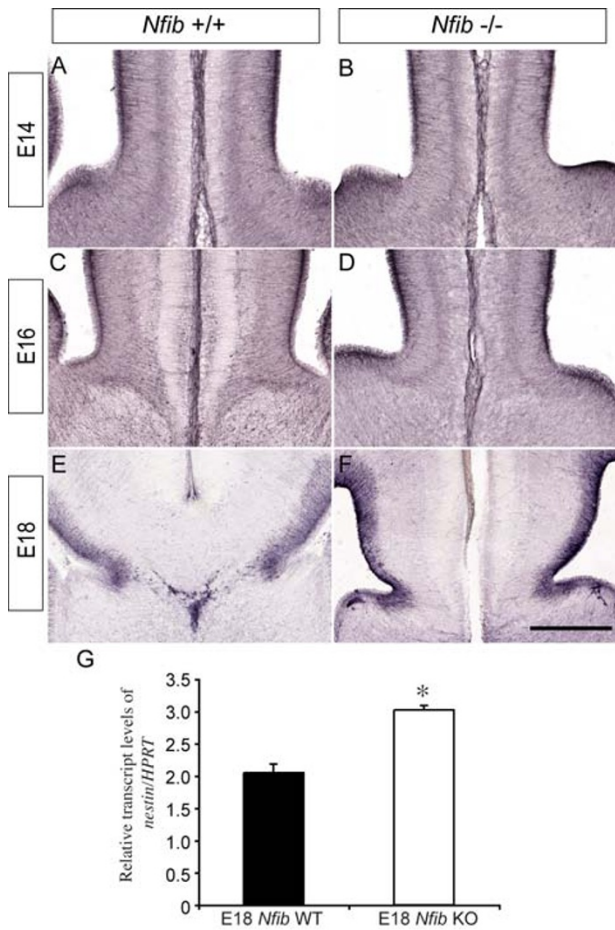 Nfib +/+
Nfib -/-
E14
A
B
E16
C
D
E18
E
F
G
Relative transcript levels of
nestin/HPRT
3.5
3.0
2.5
2.0
1.5
1.0
0.5
0
*
E18 Nfib WT
E18 Nfib KO